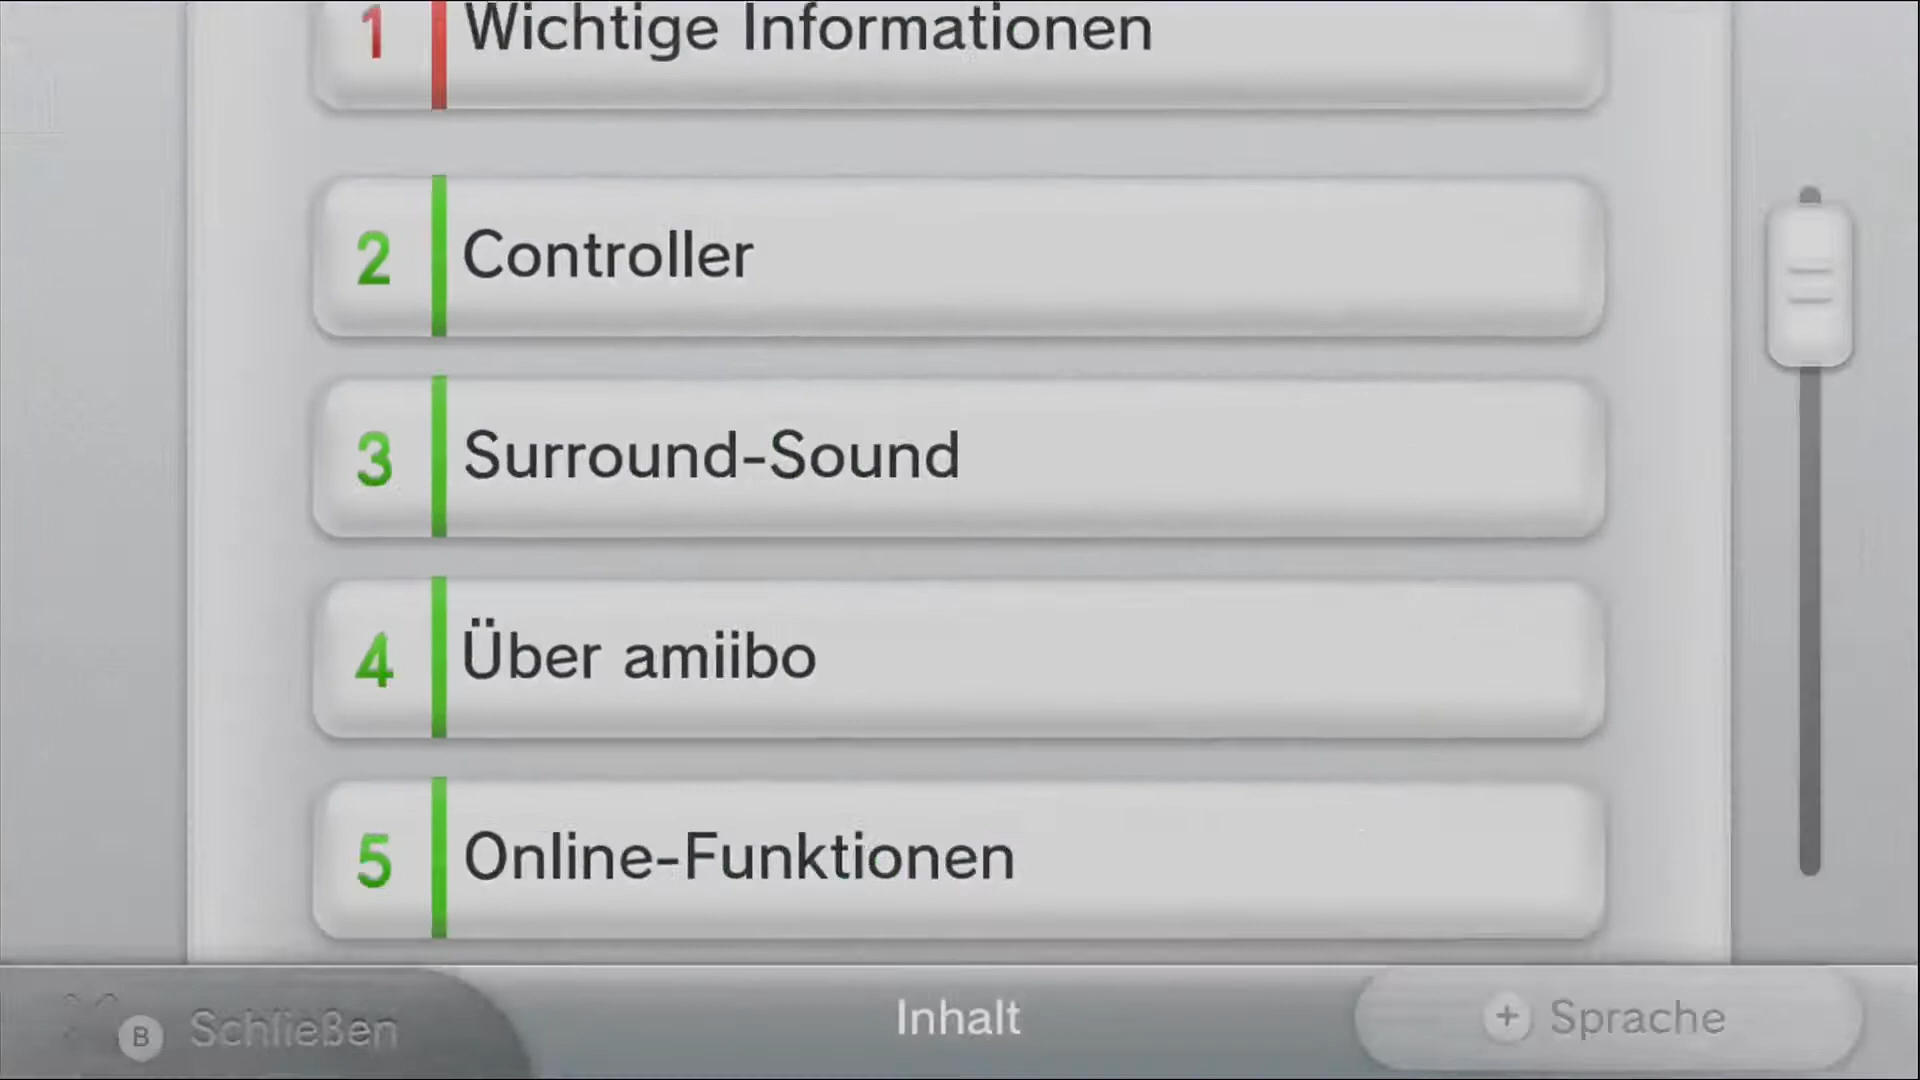 1 Wichtige Informationen
2 Controller
3 Surround-Sound
4 Über amiibo
5 Online-Funktionen
B Schließen
Inhalt
+ Sprache